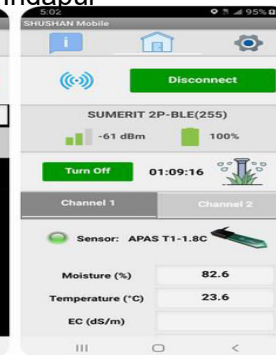 Indapur
5:02
95%
SHUSHAN Mobile
Disconnect
SUMERIT 2P-BLE(255)
-61 dBm 100%
Turn Off 01:09:16
Channel 1 Channel 2
Sensor: APAS T1-1.8C
Moisture (%) 82.6
Temperature (°C) 23.6
EC (dS/m)